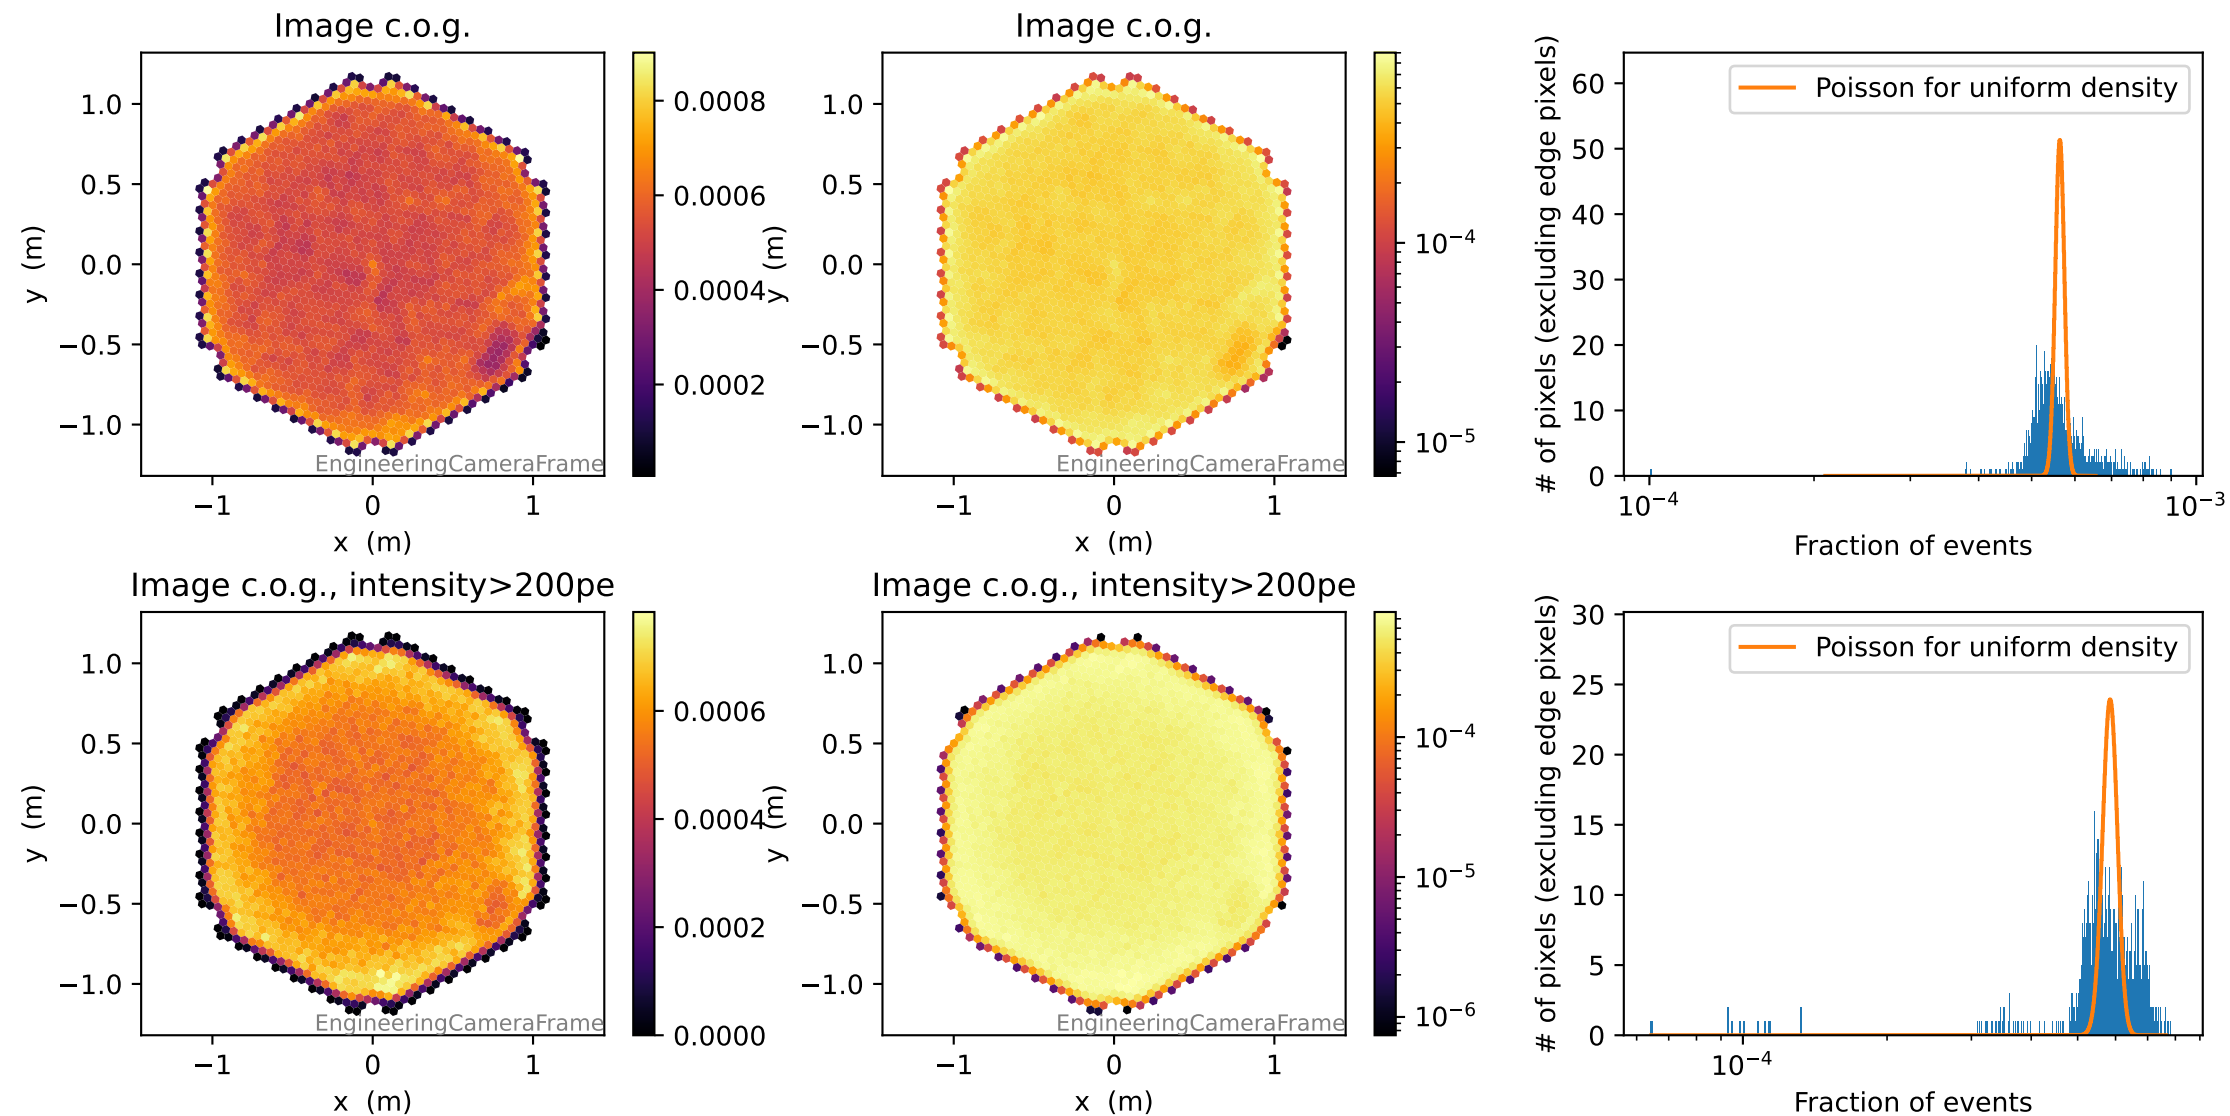 Image c.o.g.
y (m)
1.0
0.5
0.0
−0.5
−1.0
−1
0
1
x (m)
EngineeringCameraFrame
0.0008
0.0006
0.0004
0.0002
Image c.o.g.
y (m)
1.0
0.5
0.0
−0.5
−1.0
−1
0
1
x (m)
EngineeringCameraFrame
10⁻⁴
10⁻⁵
# of pixels (excluding edge pixels)
60
50
40
30
20
10
0
Poisson for uniform density
10⁻⁴
10⁻³
Fraction of events
Image c.o.g., intensity>200pe
y (m)
1.0
0.5
0.0
−0.5
−1.0
−1
0
1
x (m)
EngineeringCameraFrame
0.0006
0.0004
0.0002
0.0000
Image c.o.g., intensity>200pe
y (m)
1.0
0.5
0.0
−0.5
−1.0
−1
0
1
x (m)
EngineeringCameraFrame
10⁻⁴
10⁻⁵
10⁻⁶
# of pixels (excluding edge pixels)
30
25
20
15
10
5
0
Poisson for uniform density
10⁻⁴
Fraction of events